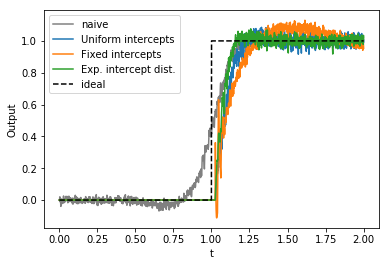 naive
Uniform intercepts
Fixed intercepts
Exp. intercept dist.
ideal
Output
1.0
0.8
0.6
0.4
0.2
0.0
0.00 0.25 0.50 0.75 1.00 1.25 1.50 1.75 2.00
t